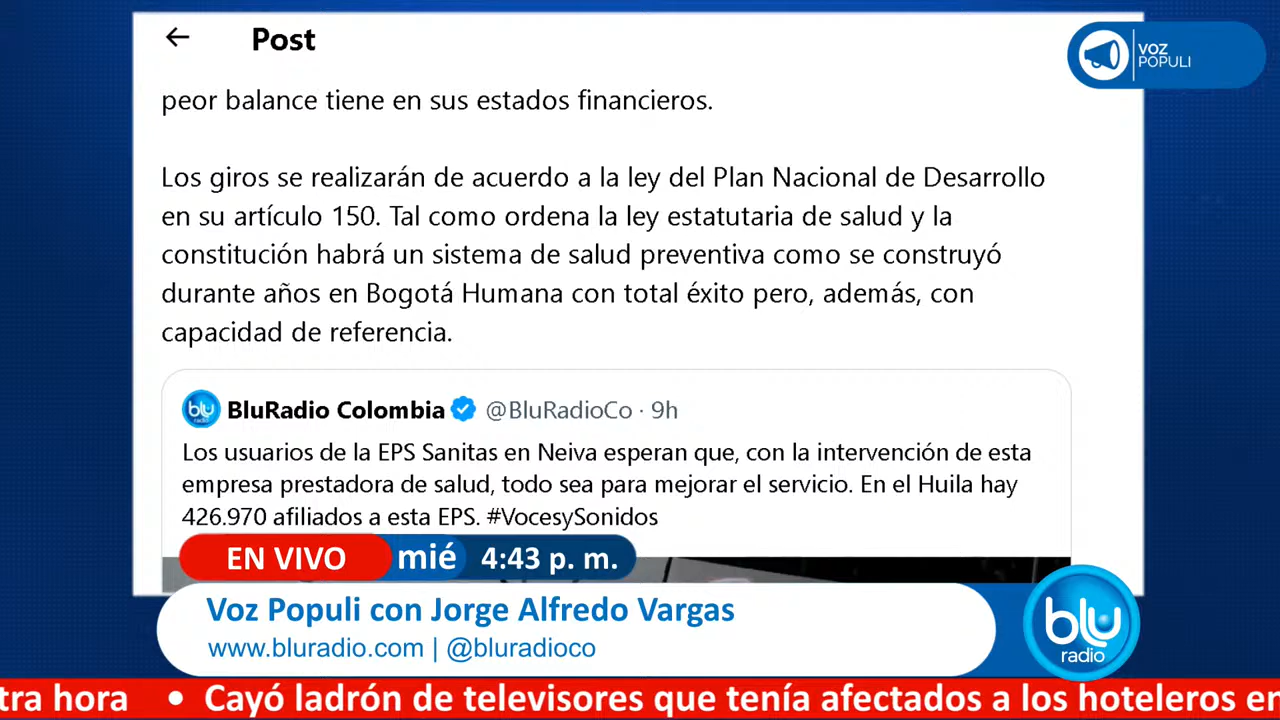 Post
VOZ
POPULI
peor balance tiene en sus estados financieros.
Los giros se realizarán de acuerdo a la ley del Plan Nacional de Desarrollo
en su artículo 150. Tal como ordena la ley estatutaria de salud y la
constitución habrá un sistema de salud preventiva como se construyó
durante años en Bogotá Humana con total éxito pero, además, con
capacidad de referencia.
blu
radio
BluRadio Colombia @BluRadioCo · 9h
Los usuarios de la EPS Sanitas en Neiva esperan que, con la intervención de esta
empresa prestadora de salud, todo sea para mejorar el servicio. En el Huila hay
426.970 afiliados a esta EPS. #VocesySonidos
EN VIVO mié 4:43 p. m.
Voz Populi con Jorge Alfredo Vargas
www.bluradio.com | @bluradioco
blu
radio
tra hora • Cayó ladrón de televisores que tenía afectados a los hoteleros en